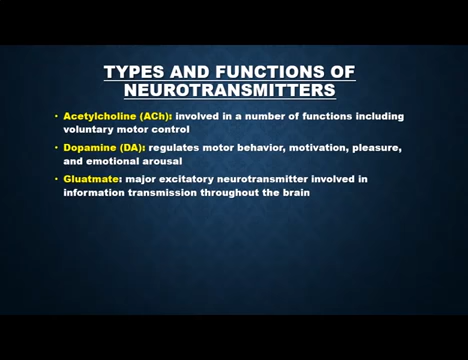 TYPES AND FUNCTIONS OF
NEUROTRANSMITTERS
• Acetylcholine (ACh): involved in a number of functions including
voluntary motor control
• Dopamine (DA): regulates motor behavior, motivation, pleasure,
and emotional arousal
• Gluatmate: major excitatory neurotransmitter involved in
information transmission throughout the brain